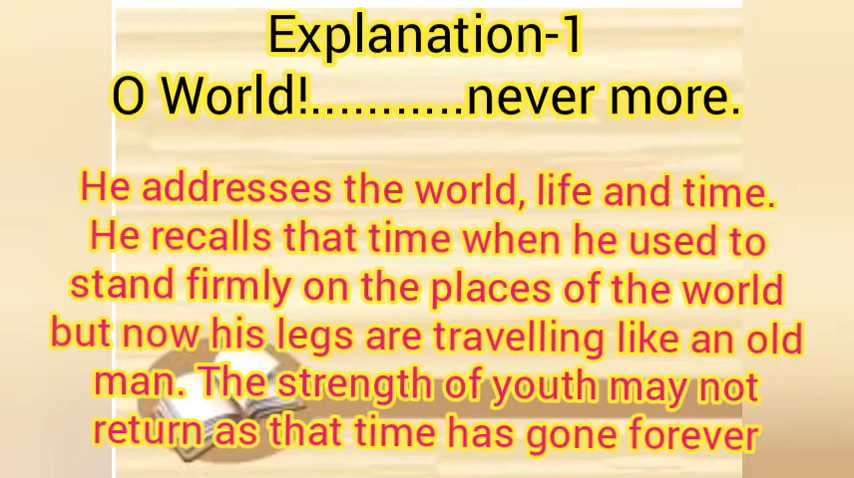 Explanation-1
O World!...........never more.
He addresses the world, life and time.
He recalls that time when he used to
stand firmly on the places of the world
but now his legs are travelling like an old
man. The strength of youth may not
return as that time has gone forever